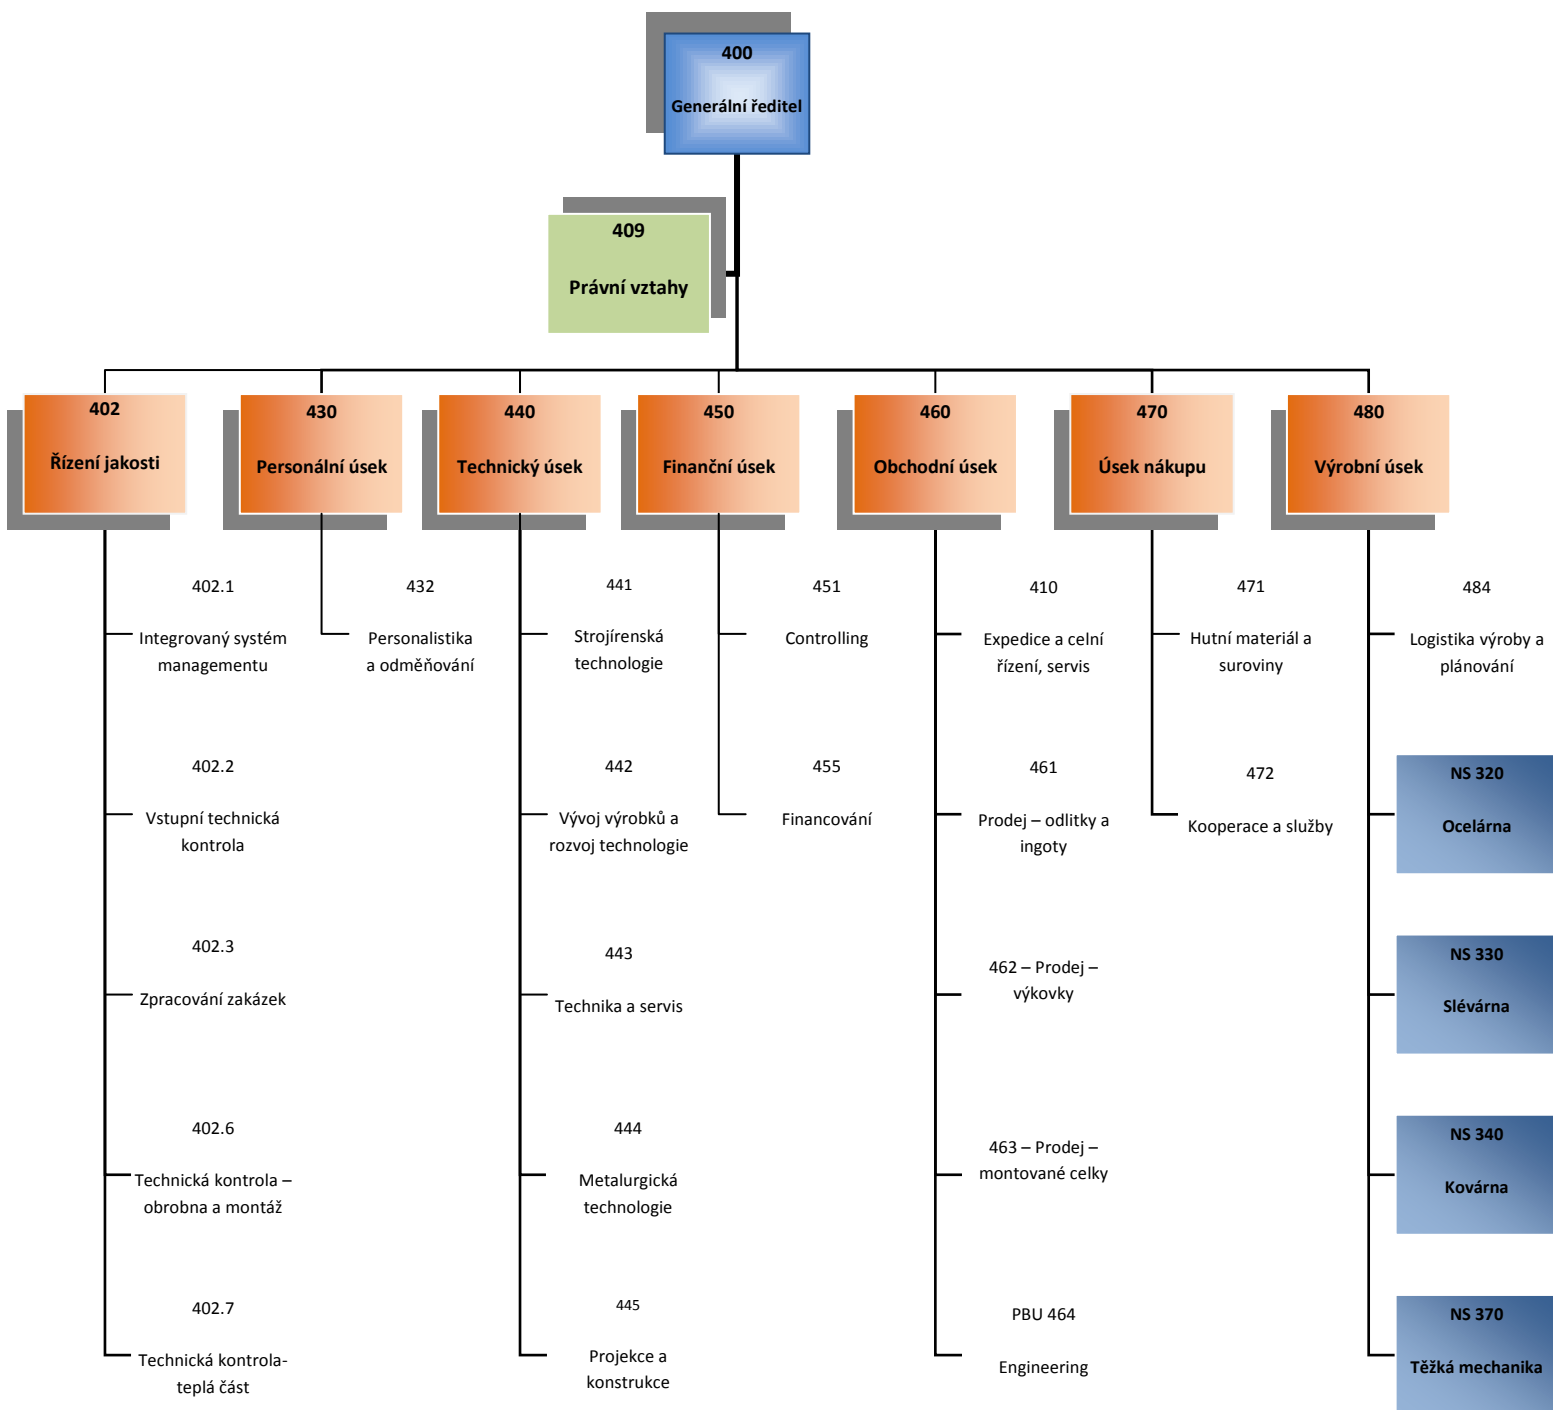 400
Generální ředitel
409
Právní vztahy
402
Řízení jakosti
430
Personální úsek
440
Technický úsek
450
Finanční úsek
460
Obchodní úsek
470
Úsek nákupu
480
Výrobní úsek
402.1
Integrovaný systém
managementu
402.2
Vstupní technická
kontrola
402.3
Zpracování zakázek
402.6
Technická kontrola –
obrobna a montáž
402.7
Technická kontrola-
teplá část
432
Personalistika
a odměňování
441
Strojírenská
technologie
442
Vývoj výrobků a
rozvoj technologie
443
Technika a servis
444
Metalurgická
technologie
445
Projekce a
konstrukce
451
Controlling
455
Financování
410
Expedice a celní
řízení, servis
461
Prodej – odlitky a
ingoty
462 – Prodej –
výkovky
463 – Prodej –
montované celky
PBU 464
Engineering
471
Hutní materiál a
suroviny
472
Kooperace a služby
484
Logistika výroby a
plánování
NS 320
Ocelárna
NS 330
Slévárna
NS 340
Kovárna
NS 370
Těžká mechanika